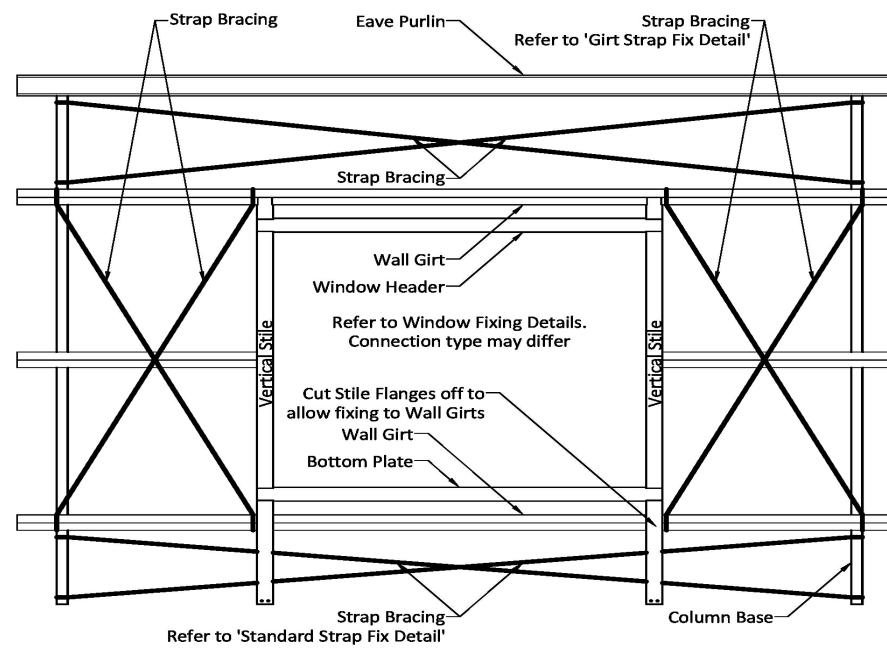 Strap Bracing
Eave Purlin
Strap Bracing
Refer to 'Girt Strap Fix Detail'
Strap Bracing
Wall Girt
Window Header
Refer to Window Fixing Details.
Connection type may differ
Vertical Stile
Vertical Stile
Cut Stile Flanges off to
allow fixing to Wall Girts
Wall Girt
Bottom Plate
Strap Bracing
Refer to 'Standard Strap Fix Detail'
Column Base